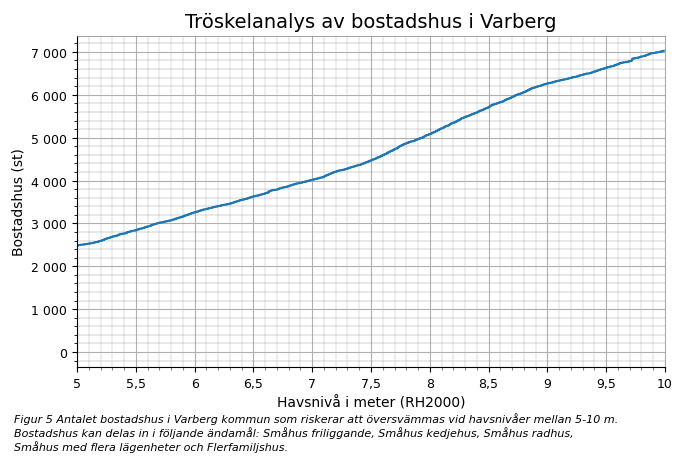 Tröskelanalys av bostadshus i Varberg
Bostadshus (st)
7 000
6 000
5 000
4 000
3 000
2 000
1 000
0
5 5,5 6 6,5 7 7,5 8 8,5 9 9,5 10
Havsnivå i meter (RH2000)
Figur 5 Antalet bostadshus i Varberg kommun som riskerar att översvämmas vid havsnivåer mellan 5-10 m.
Bostadshus kan delas in i följande ändamål: Småhus friliggande, Småhus kedjehus, Småhus radhus,
Småhus med flera lägenheter och Flerfamiljshus.